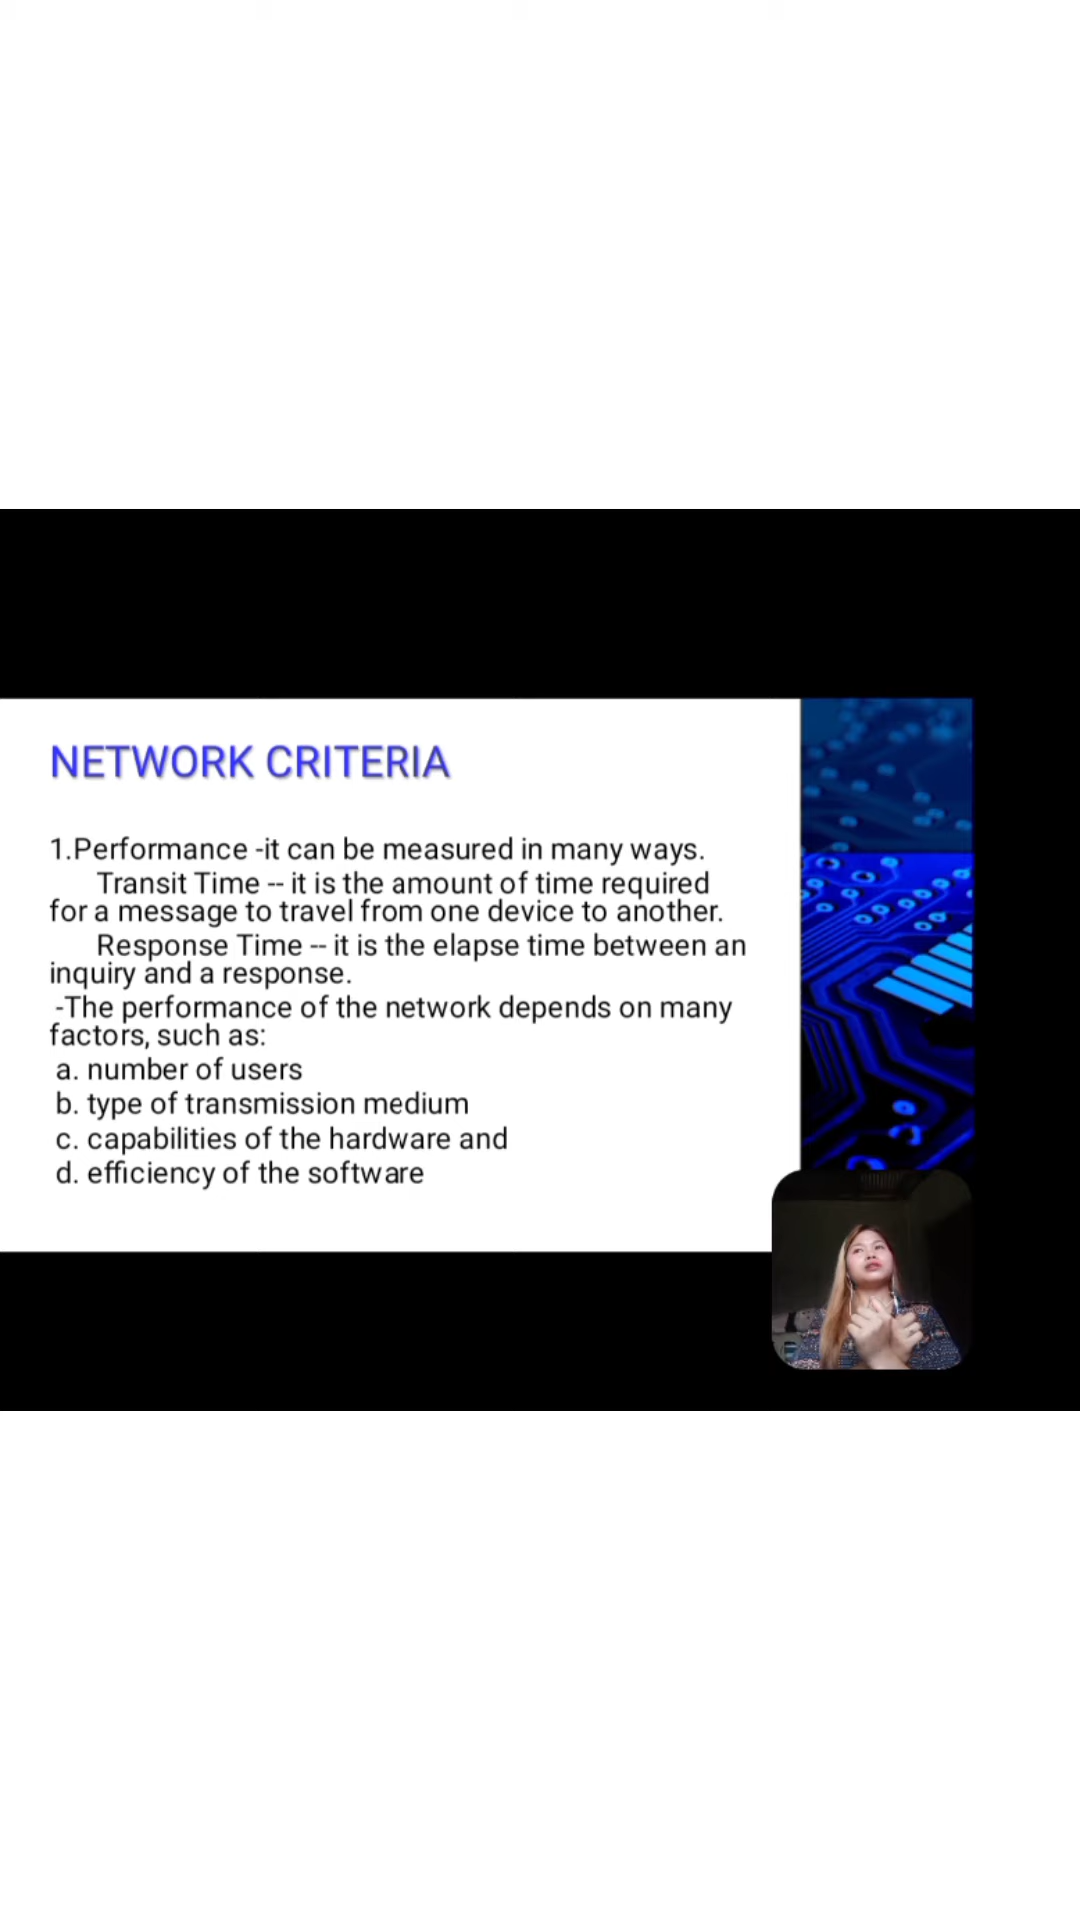 NETWORK CRITERIA
1.Performance -it can be measured in many ways.
Transit Time -- it is the amount of time required
for a message to travel from one device to another.
Response Time -- it is the elapse time between an
inquiry and a response.
-The performance of the network depends on many
factors, such as:
a. number of users
b. type of transmission medium
c. capabilities of the hardware and
d. efficiency of the software